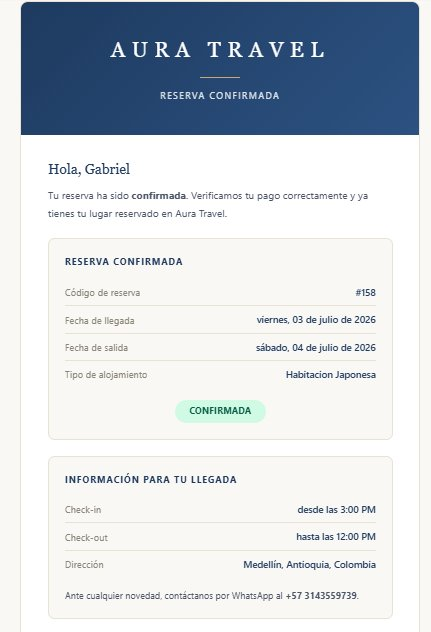 AURA TRAVEL
RESERVA CONFIRMADA
Hola, Gabriel
Tu reserva ha sido confirmada. Verificamos tu pago correctamente y ya
tienes tu lugar reservado en Aura Travel.
RESERVA CONFIRMADA
Código de reserva #158
Fecha de llegada viernes, 03 de julio de 2026
Fecha de salida sábado, 04 de julio de 2026
Tipo de alojamiento Habitacion Japonesa
CONFIRMADA
INFORMACIÓN PARA TU LLEGADA
Check-in desde las 3:00 PM
Check-out hasta las 12:00 PM
Dirección Medellín, Antioquia, Colombia
Ante cualquier novedad, contáctanos por WhatsApp al +57 3143559739.